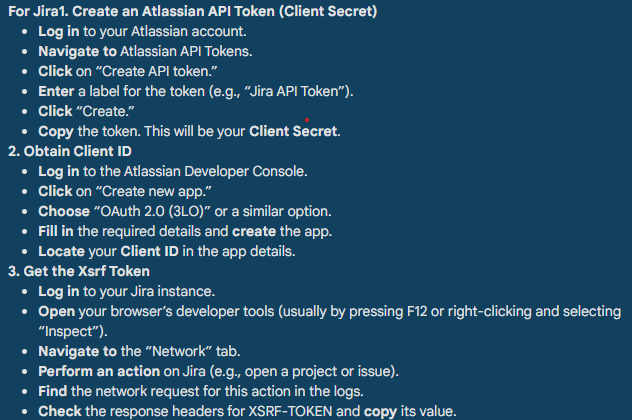 For Jira1. Create an Atlassian API Token (Client Secret)
• Log in to your Atlassian account.
• Navigate to Atlassian API Tokens.
• Click on “Create API token.”
• Enter a label for the token (e.g., “Jira API Token”).
• Click “Create.”
• Copy the token. This will be your Client Secret.
2. Obtain Client ID
• Log in to the Atlassian Developer Console.
• Click on “Create new app.”
• Choose “OAuth 2.0 (3LO)” or a similar option.
• Fill in the required details and create the app.
• Locate your Client ID in the app details.
3. Get the Xsrf Token
• Log in to your Jira instance.
• Open your browser’s developer tools (usually by pressing F12 or right-clicking and selecting
“Inspect”).
• Navigate to the “Network” tab.
• Perform an action on Jira (e.g., open a project or issue).
• Find the network request for this action in the logs.
• Check the response headers for XSRF-TOKEN and copy its value.